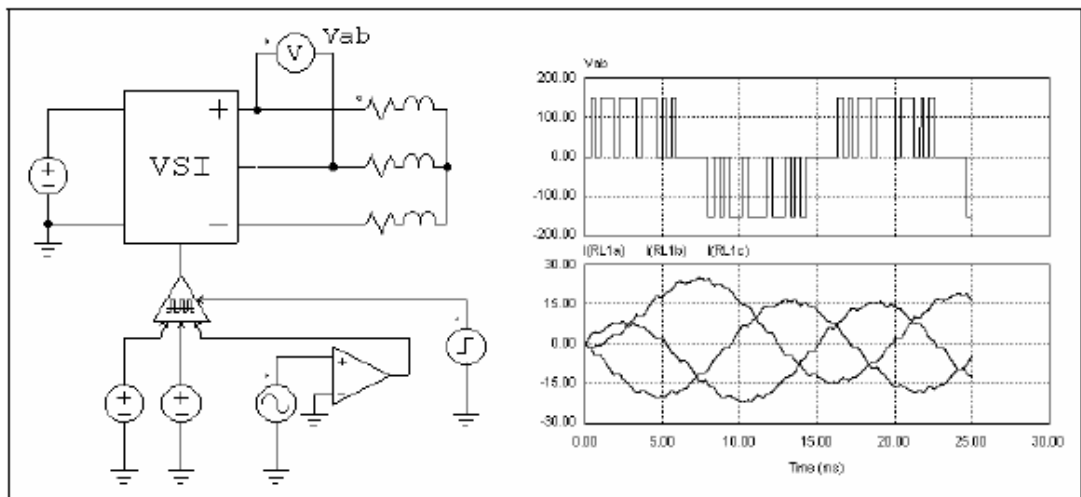 Vab
V
VSI
Vab
200.00
100.00
0.00
-100.00
-200.00
I(RL1a) I(RL1b) I(RL1c)
30.00
15.00
0.00
-15.00
-30.00
0.00 5.00 10.00 15.00 20.00 25.00 30.00
Time (ms)